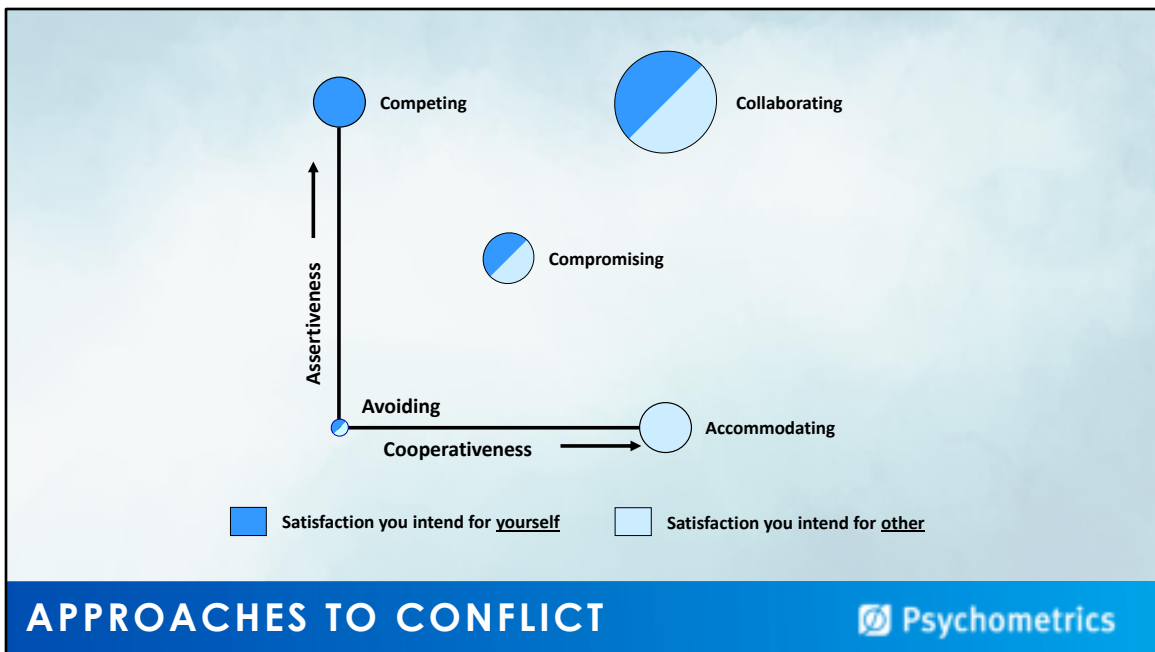 Competing
Collaborating
Compromising
Assertiveness
Avoiding
Accommodating
Cooperativeness
Satisfaction you intend for yourself
Satisfaction you intend for other
APPROACHES TO CONFLICT
Psychometrics